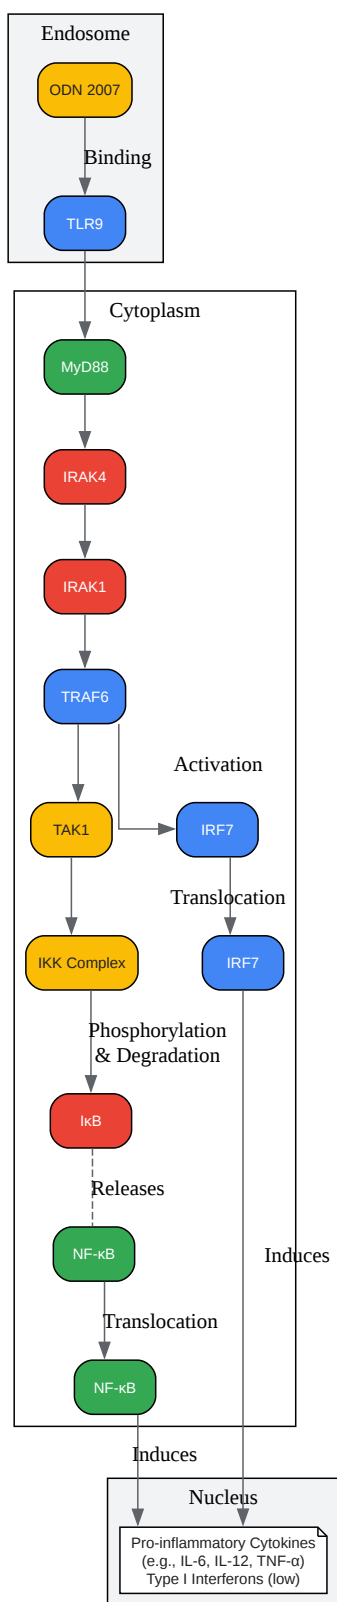 Endosome
ODN 2007
Binding
TLR9
Cytoplasm
MyD88
IRAK4
IRAK1
TRAF6
Activation
TAK1
IRF7
Translocation
IKK Complex
IRF7
Phosphorylation
& Degradation
IκB
Releases
NF-κB
Induces
Translocation
NF-κB
Induces
Nucleus
Pro-inflammatory Cytokines
(e.g., IL-6, IL-12, TNF-α)
Type I Interferons (low)